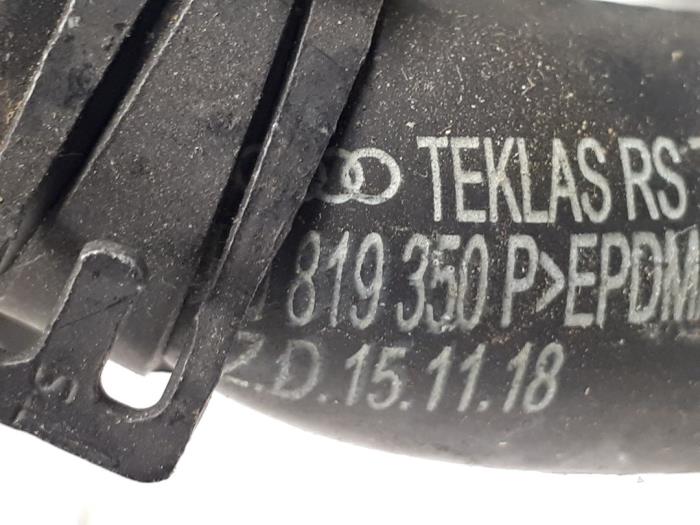 TEKLAS RS
819 350 P>EPDM
Z.D. 15.11.18
S